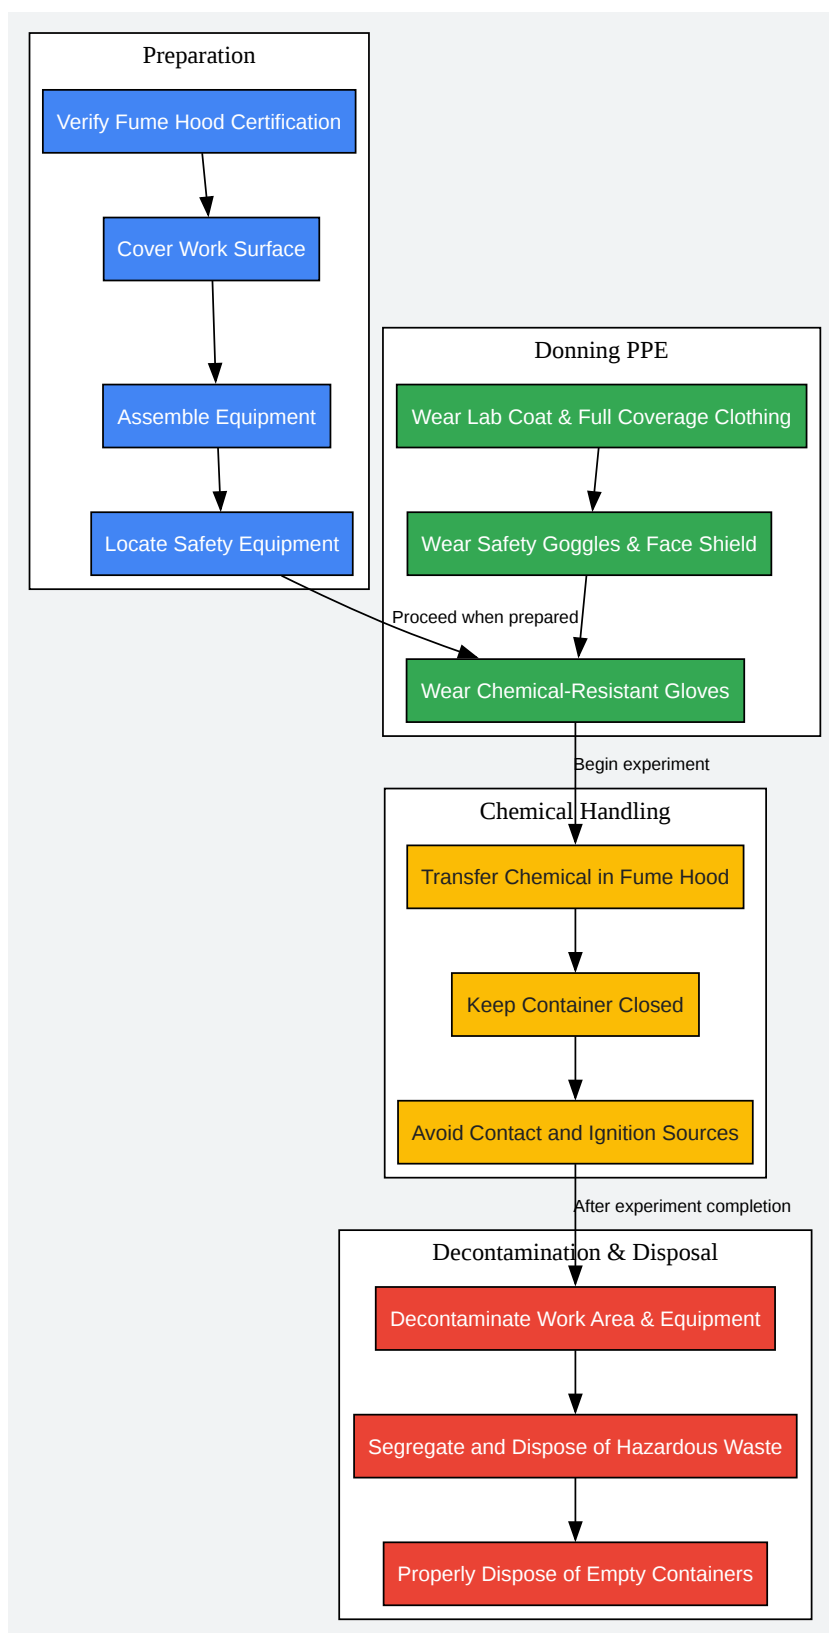 Preparation
Verify Fume Hood Certification
Cover Work Surface
Assemble Equipment
Locate Safety Equipment
Donning PPE
Wear Lab Coat & Full Coverage Clothing
Wear Safety Goggles & Face Shield
Proceed when prepared
Wear Chemical-Resistant Gloves
Begin experiment
Chemical Handling
Transfer Chemical in Fume Hood
Keep Container Closed
Avoid Contact and Ignition Sources
After experiment completion
Decontamination & Disposal
Decontaminate Work Area & Equipment
Segregate and Dispose of Hazardous Waste
Properly Dispose of Empty Containers